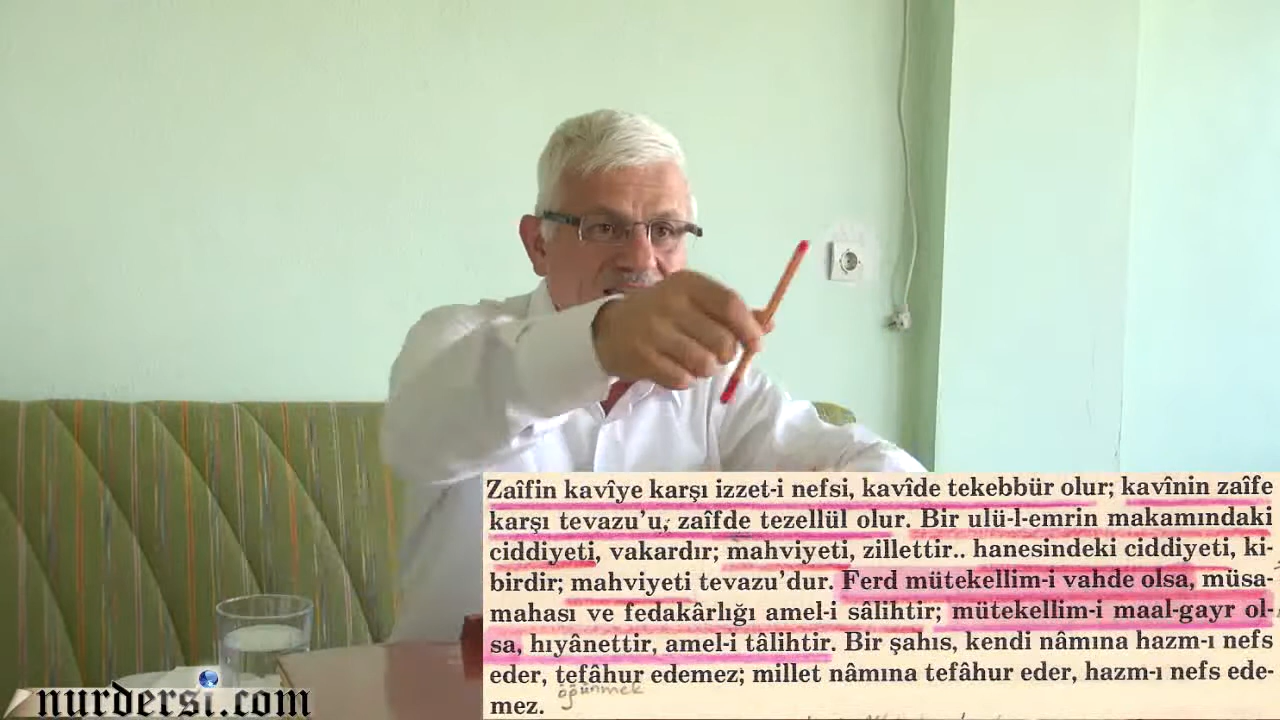 Zaîfin kavîye karşı izzet-i nefsi, kavîde tekebbür olur; kavînin zaîfe
karşı tevazu'u, zaîfde tezellül olur. Bir ulü-l-emrin makamındaki
ciddiyeti, vakardır; mahviyeti, zillettir.. hanesindeki ciddiyeti, ki-
birdir; mahviyeti tevazu'dur. Ferd mütekellim-i vahde olsa, müsa-
mahası ve fedakârlığı amel-i sâlihtir; mütekellim-i maal-gayr ol-
sa, hıyânettir, amel-i tâlihtir. Bir şahıs, kendi nâmına hazm-ı nefs
eder, tefâhur edemez; millet nâmına tefâhur eder, hazm-ı nefs ede-
mez.
öğünmek
nurdersi.com